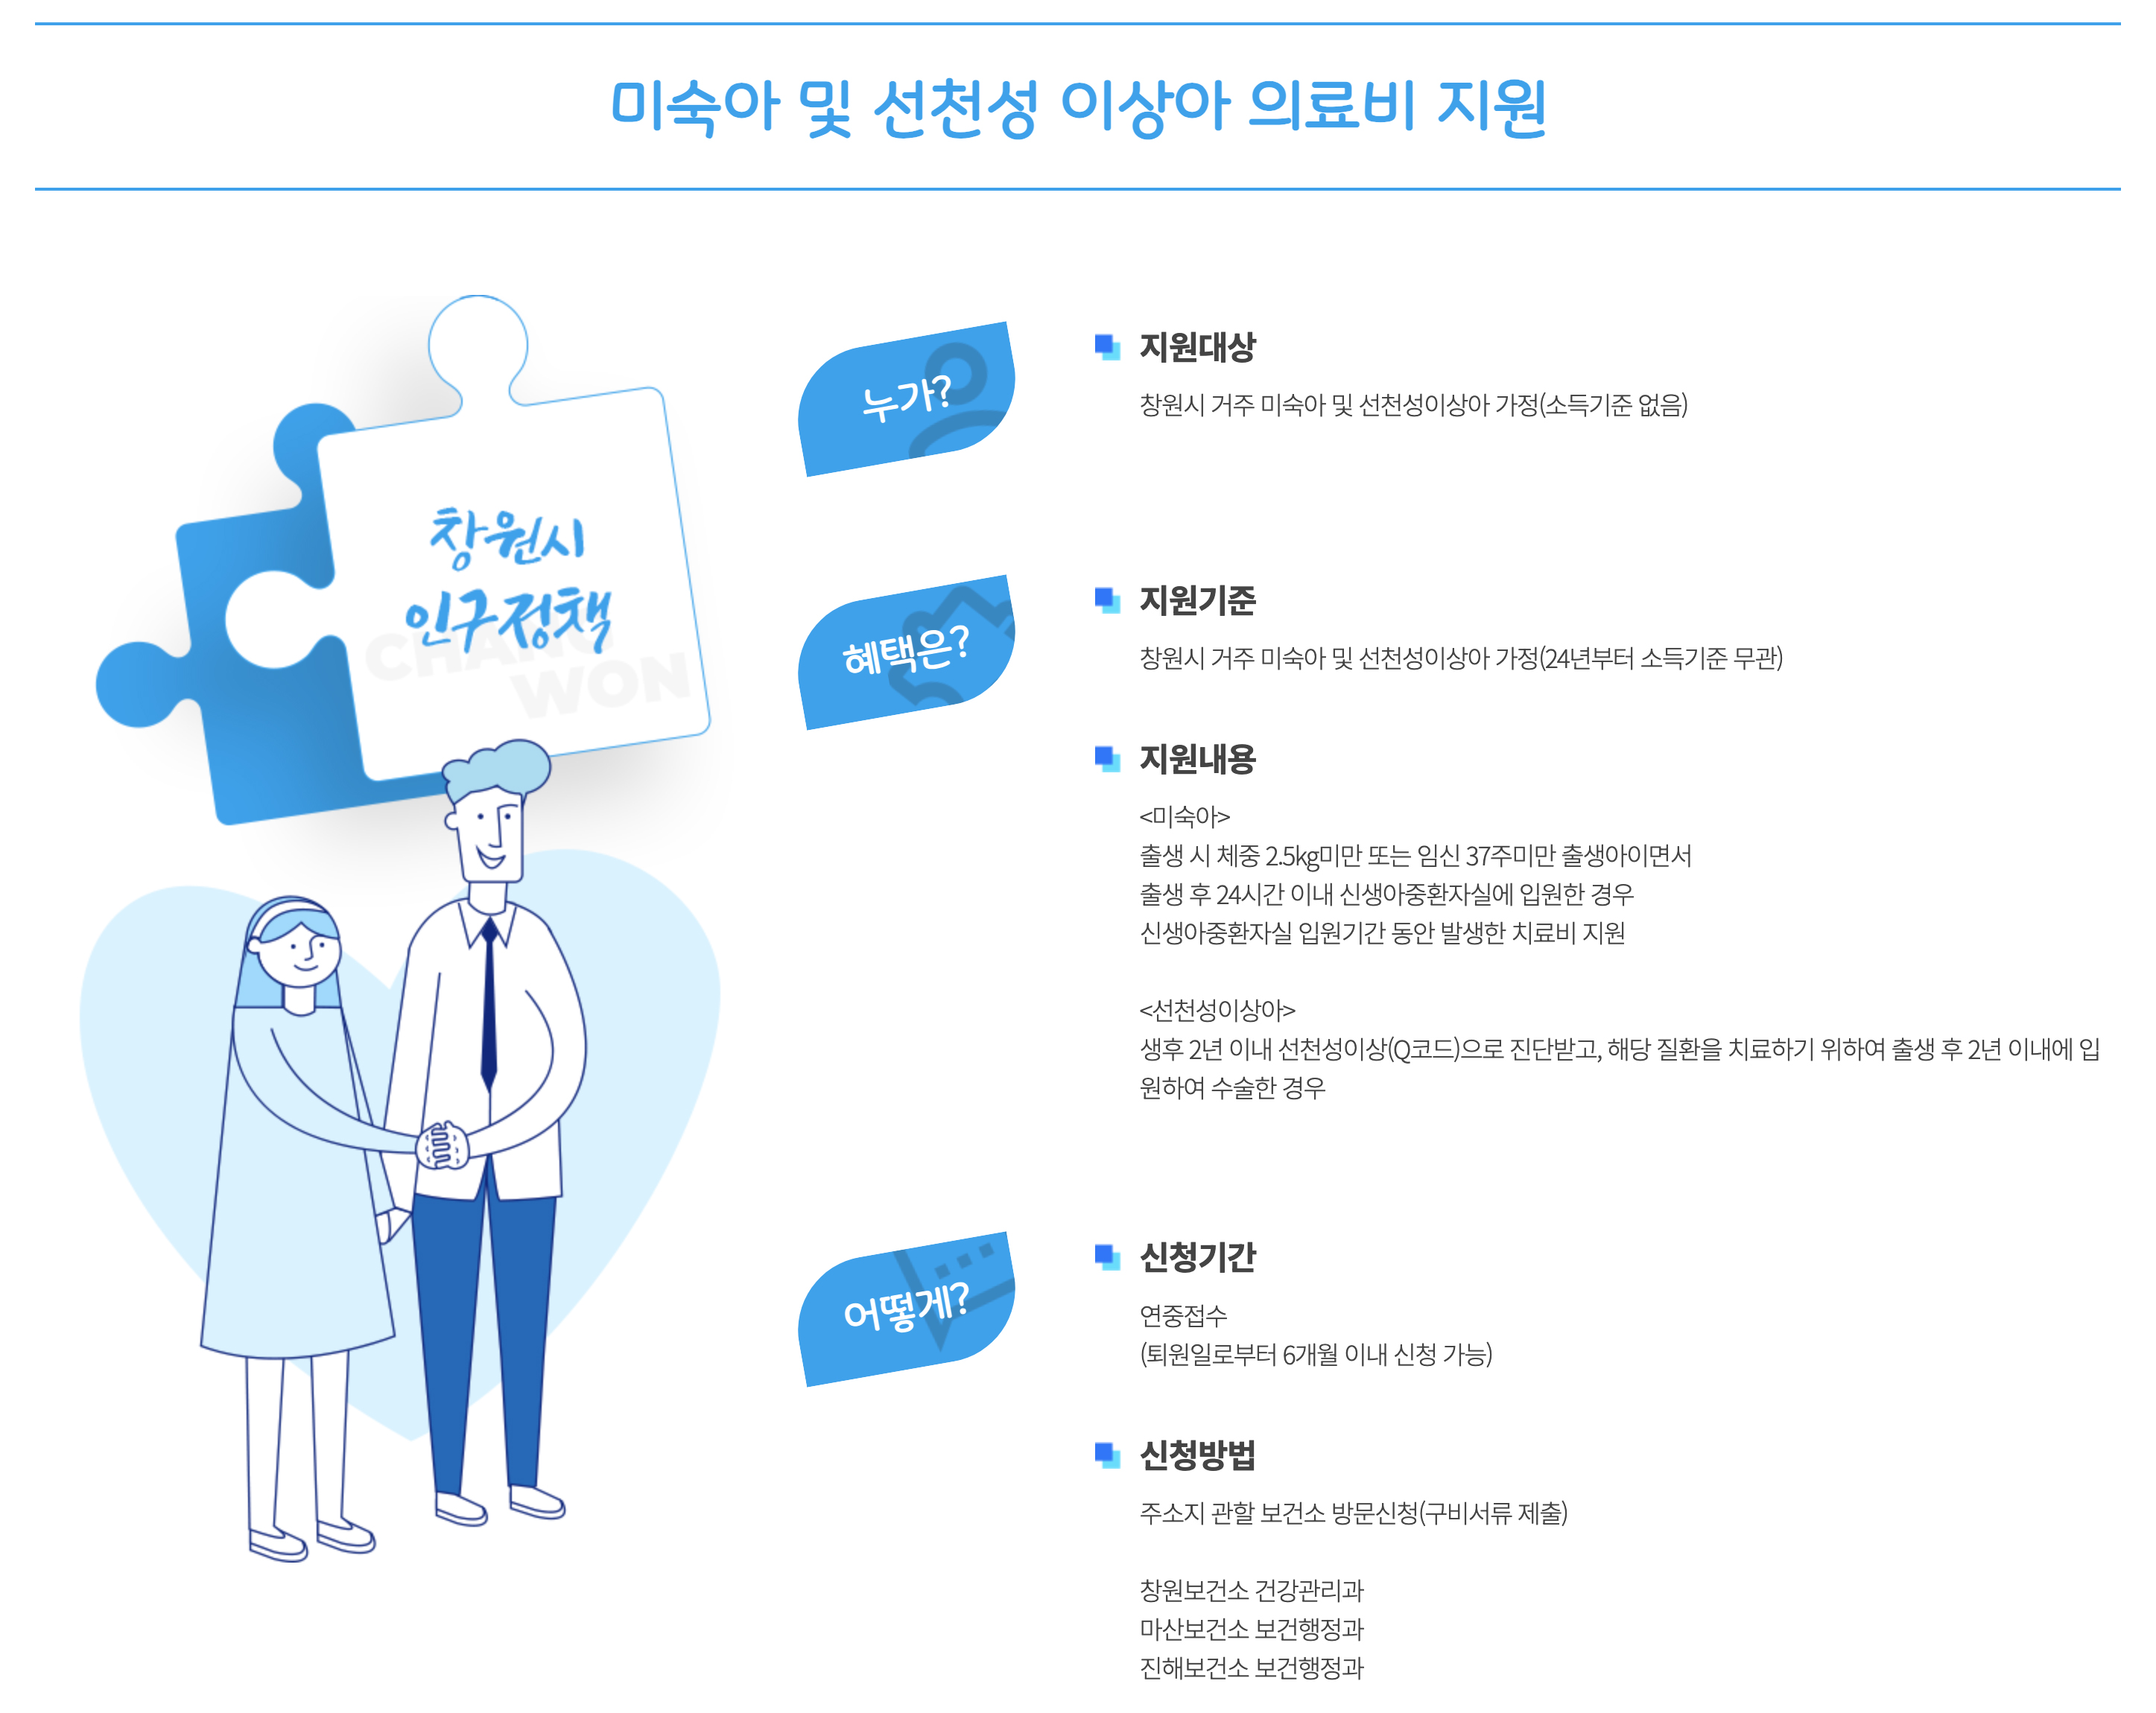 미숙아 및 선천성 이상아 의료비 지원
창원시
인구정책
CHANG
WON
누가?
지원대상
창원시 거주 미숙아 및 선천성이상아 가정(소득기준 없음)
혜택은?
지원기준
창원시 거주 미숙아 및 선천성이상아 가정(24년부터 소득기준 무관)
지원내용
<미숙아>
출생 시 체중 2.5kg미만 또는 임신 37주미만 출생아이면서
출생 후 24시간 이내 신생아중환자실에 입원한 경우
신생아중환자실 입원기간 동안 발생한 치료비 지원
<선천성이상아>
생후 2년 이내 선천성이상(Q코드)으로 진단받고, 해당 질환을 치료하기 위하여 출생 후 2년 이내에 입
원하여 수술한 경우
어떻게?
신청기간
연중접수
(퇴원일로부터 6개월 이내 신청 가능)
신청방법
주소지 관할 보건소 방문신청(구비서류 제출)
창원보건소 건강관리과
마산보건소 보건행정과
진해보건소 보건행정과